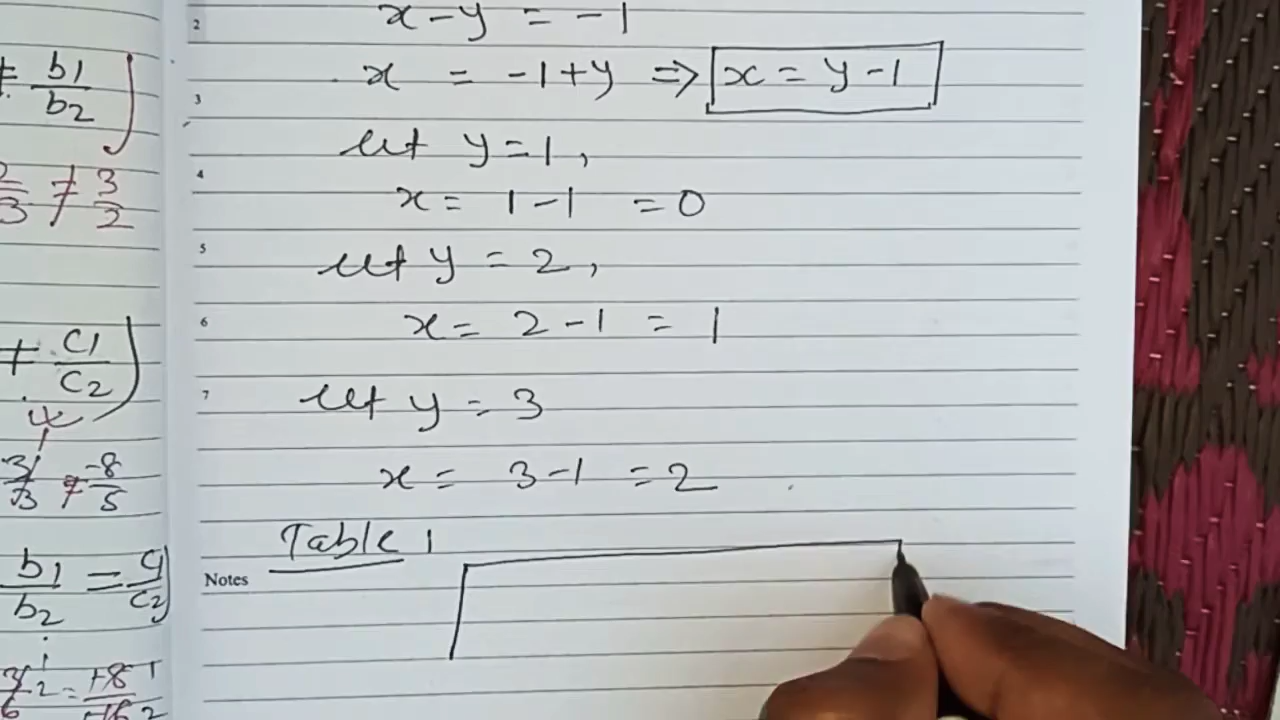 ≠ b1/b2
2/3 ≠ 3/2
≠ C1/C2
≠ -8/5
b1/b2 = C1/C2
2
x - y = -1
x = -1 + y ⇒ x = y - 1
3
let y = 1,
4
x = 1 - 1 = 0
5
let y = 2,
6
x = 2 - 1 = 1
7
let y = 3
x = 3 - 1 = 2
Table 1
Notes